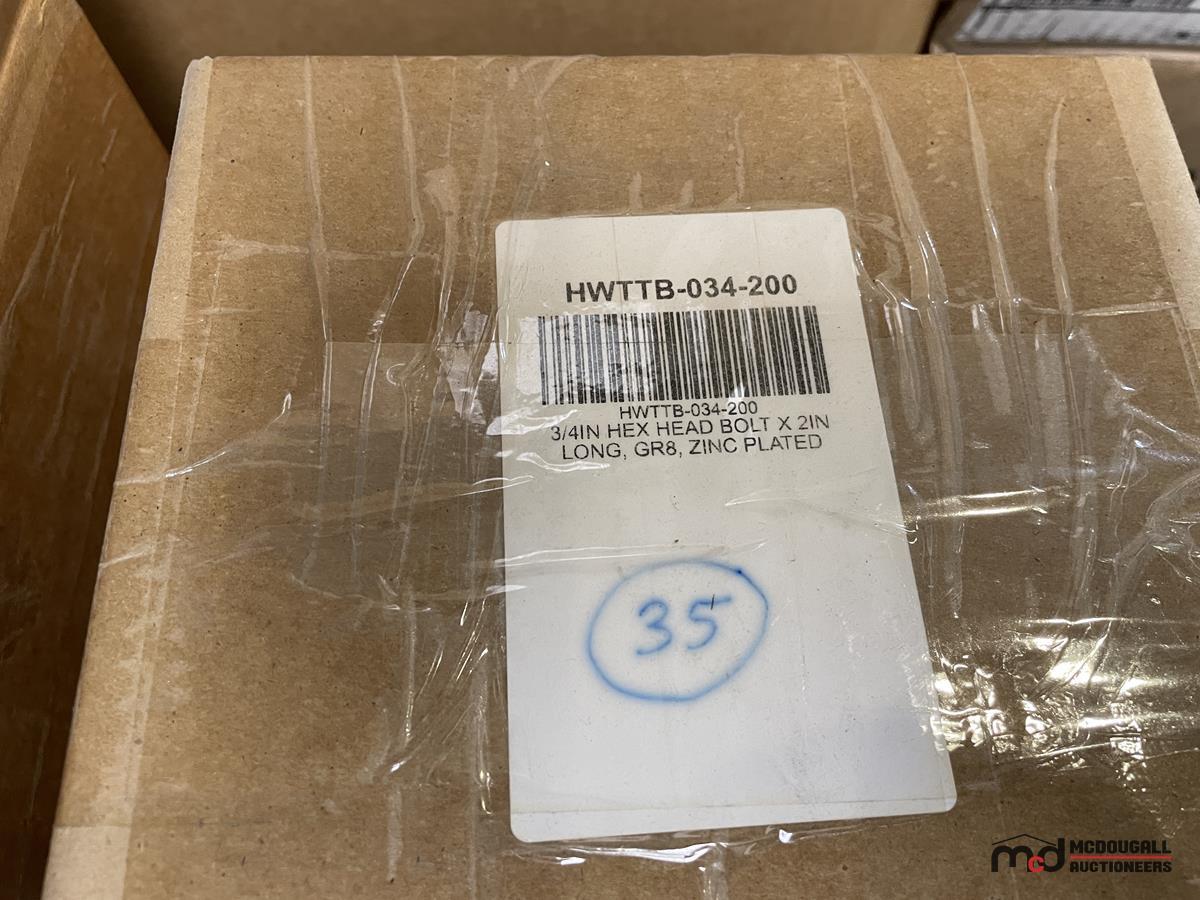 HWTTB-034-200
HWTTB-034-200
3/4IN HEX HEAD BOLT X 2IN
LONG, GR8, ZINC PLATED
35
mcd MCDOUGALL
AUCTIONEERS